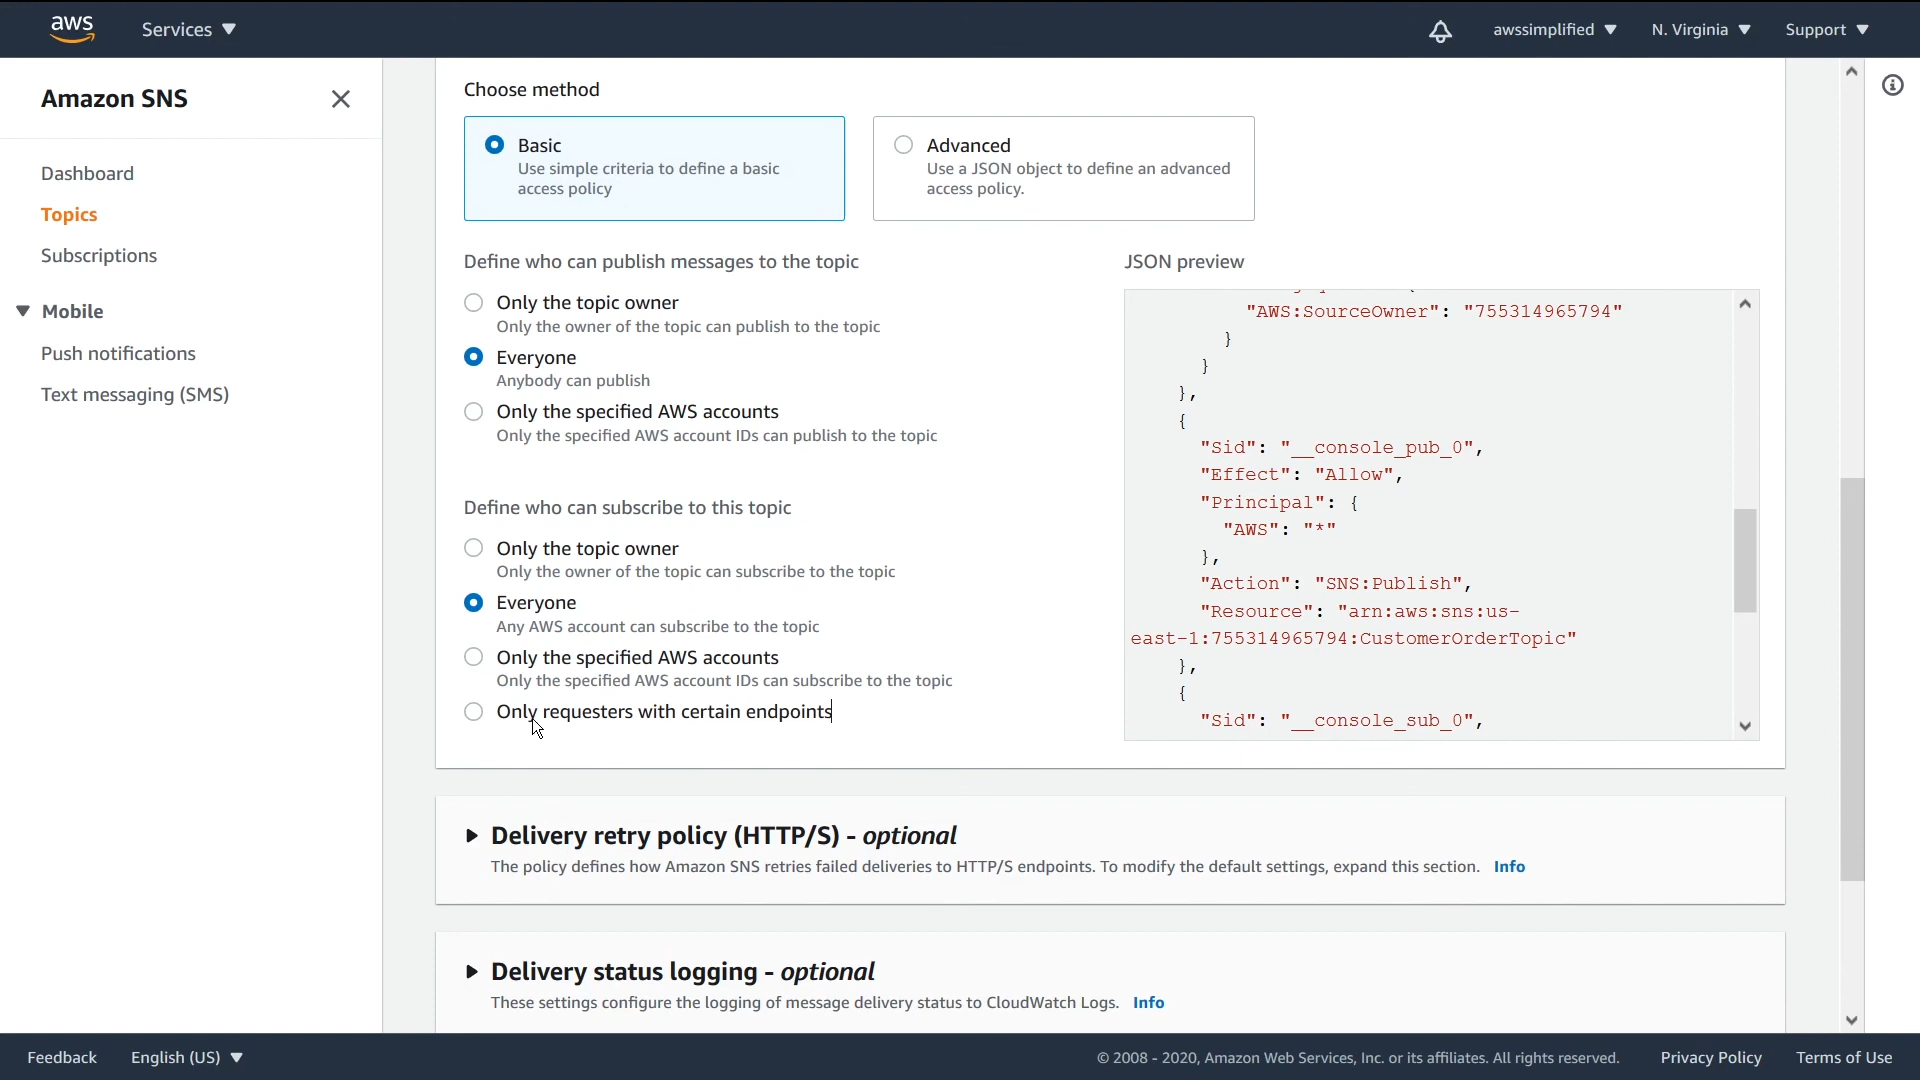 aws
Services
awssimplified
N. Virginia
Support
Amazon SNS
Dashboard
Topics
Subscriptions
Mobile
Push notifications
Text messaging (SMS)
Choose method
Basic
Use simple criteria to define a basic
access policy
Advanced
Use a JSON object to define an advanced
access policy.
Define who can publish messages to the topic
Only the topic owner
Only the owner of the topic can publish to the topic
Everyone
Anybody can publish
Only the specified AWS accounts
Only the specified AWS account IDs can publish to the topic
Define who can subscribe to this topic
Only the topic owner
Only the owner of the topic can subscribe to the topic
Everyone
Any AWS account can subscribe to the topic
Only the specified AWS accounts
Only the specified AWS account IDs can subscribe to the topic
Only requesters with certain endpoints
JSON preview
"AWS:SourceOwner": "755314965794"
}
}
},
{
"Sid": "__console_pub_0",
"Effect": "Allow",
"Principal": {
"AWS": "*"
},
"Action": "SNS:Publish",
"Resource": "arn:aws:sns:us-
east-1:755314965794:CustomerOrderTopic"
},
{
"Sid": "__console_sub_0",
Delivery retry policy (HTTP/S) - optional
The policy defines how Amazon SNS retries failed deliveries to HTTP/S endpoints. To modify the default settings, expand this section. Info
Delivery status logging - optional
These settings configure the logging of message delivery status to CloudWatch Logs. Info
Feedback
English (US)
© 2008 - 2020, Amazon Web Services, Inc. or its affiliates. All rights reserved.
Privacy Policy
Terms of Use